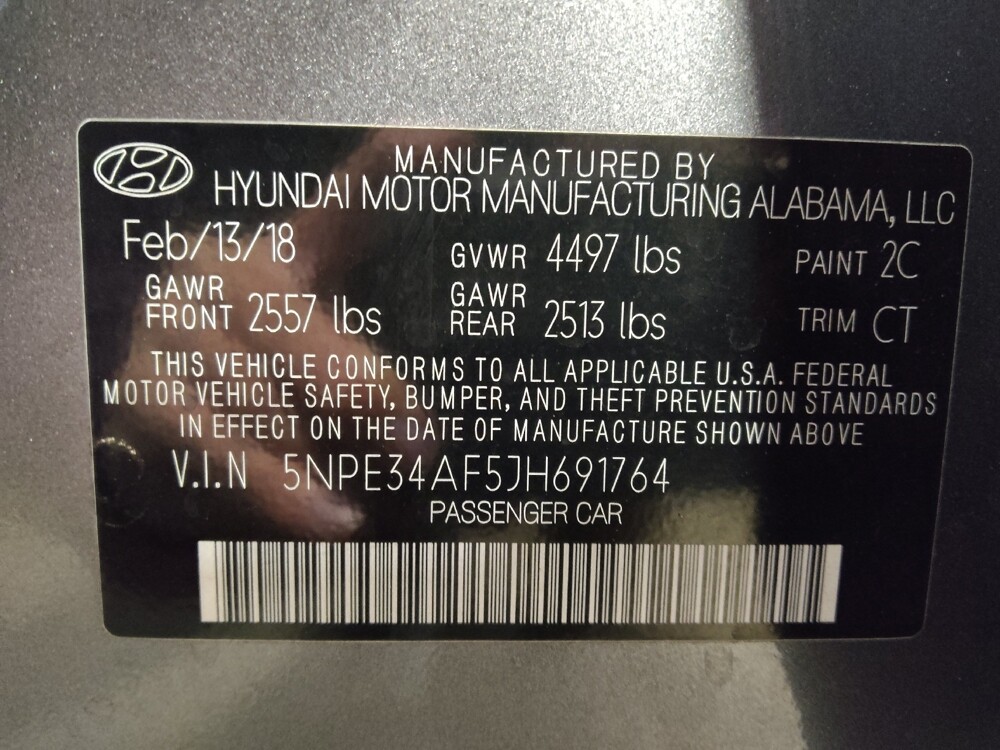 MANUFACTURED BY
HYUNDAI MOTOR MANUFACTURING ALABAMA, LLC
Feb/13/18 GVWR 4497 lbs PAINT 2C
GAWR FRONT 2557 lbs GAWR REAR 2513 lbs TRIM CT
THIS VEHICLE CONFORMS TO ALL APPLICABLE U.S.A. FEDERAL
MOTOR VEHICLE SAFETY, BUMPER, AND THEFT PREVENTION STANDARDS
IN EFFECT ON THE DATE OF MANUFACTURE SHOWN ABOVE
V.I.N 5NPE34AF5JH691764
PASSENGER CAR